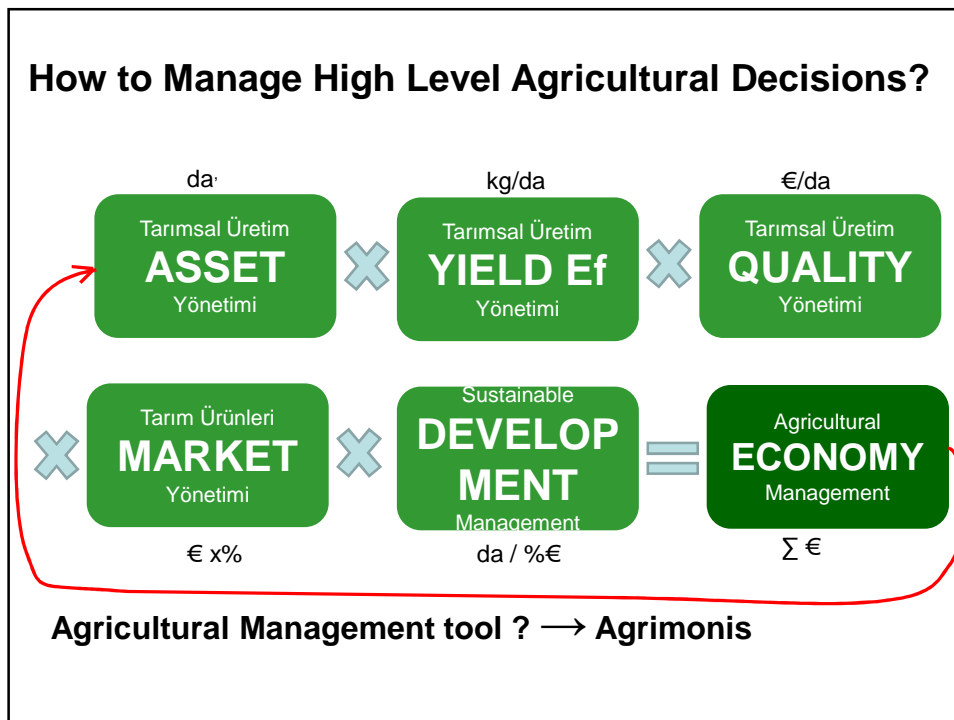 How to Manage High Level Agricultural Decisions?
da,
kg/da
€/da
Tarımsal Üretim
ASSET
Yönetimi
Tarımsal Üretim
YIELD Ef
Yönetimi
Tarımsal Üretim
QUALITY
Yönetimi
Tarım Ürünleri
MARKET
Yönetimi
Sustainable
DEVELOP
MENT
Management
Agricultural
ECONOMY
Management
€ x%
da / %€
∑ €
Agricultural Management tool ? → Agrimonis